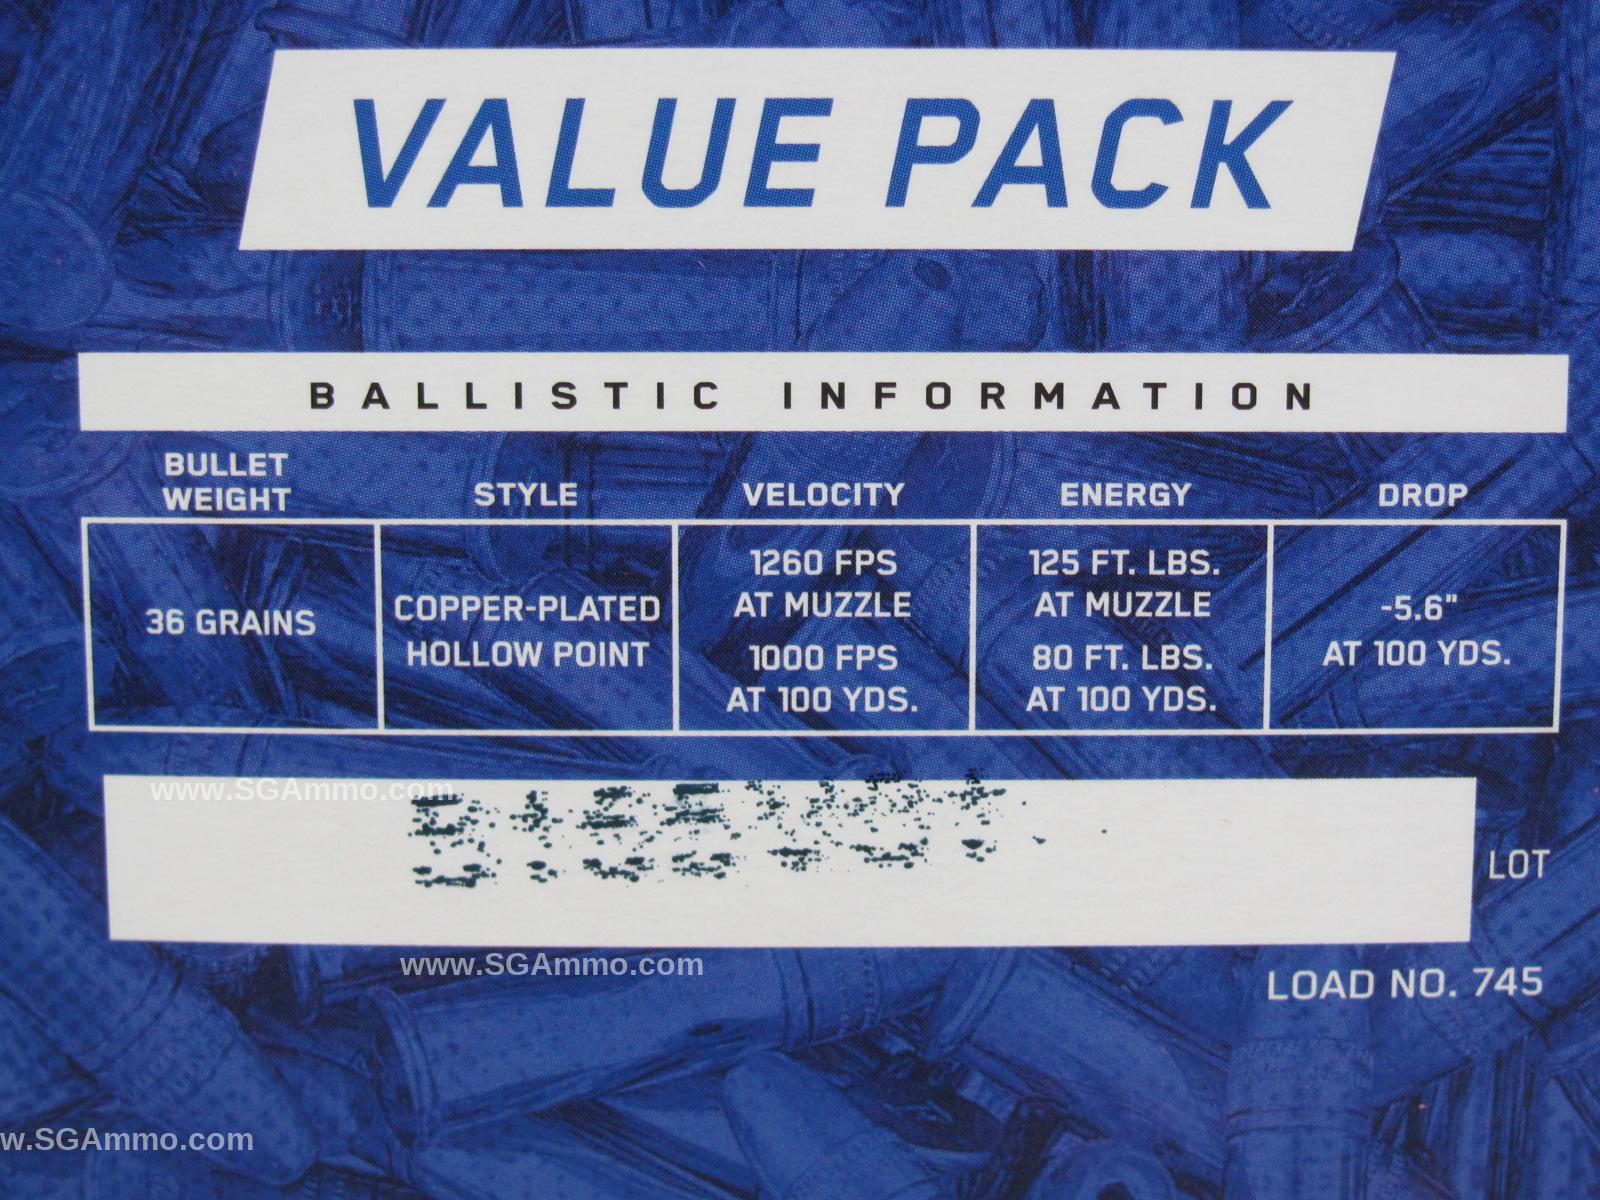 VALUE PACK
BALLISTIC INFORMATION
BULLET
WEIGHT
STYLE
VELOCITY
ENERGY
DROP
36 GRAINS
COPPER-PLATED
HOLLOW POINT
1260 FPS
AT MUZZLE
1000 FPS
AT 100 YDS.
125 FT. LBS.
AT MUZZLE
80 FT. LBS.
AT 100 YDS.
-5.6"
AT 100 YDS.
www.SGAmmo.com
LOT
www.SGAmmo.com
LOAD NO. 745
w.SGAmmo.com